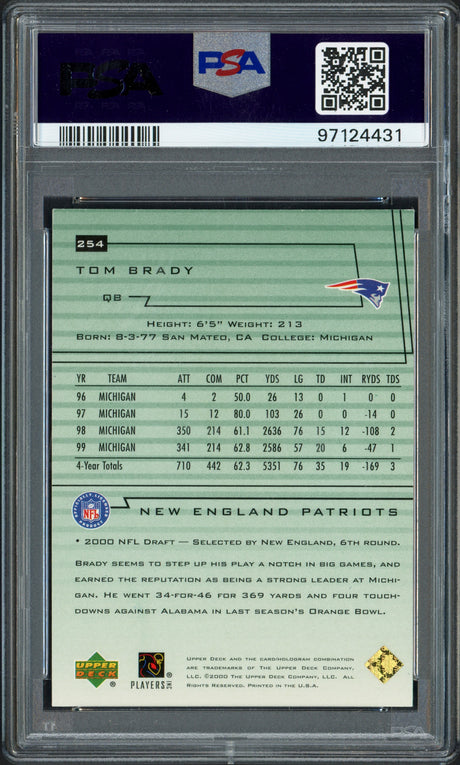 PSA
PSA
97124431
254
TOM BRADY
QB
HEIGHT: 6'5" WEIGHT: 213
BORN: 8-3-77 SAN MATEO, CA COLLEGE: MICHIGAN
YR TEAM ATT COM PCT YDS LG TD INT RYDS TDS
96 MICHIGAN 4 2 50.0 26 13 0 1 0 0
97 MICHIGAN 15 12 80.0 103 26 0 0 -14 0
98 MICHIGAN 350 214 61.1 2636 76 15 12 -108 2
99 MICHIGAN 341 214 62.8 2586 57 20 6 -47 1
4-Year Totals 710 442 62.3 5351 76 35 19 -169 3
NFL
NEW ENGLAND PATRIOTS
• 2000 NFL DRAFT — SELECTED BY NEW ENGLAND, 6TH ROUND.
BRADY SEEMS TO STEP UP HIS PLAY A NOTCH IN BIG GAMES, AND
EARNED THE REPUTATION AS BEING A STRONG LEADER AT MICHI-
GAN. HE WENT 34-FOR-46 FOR 369 YARDS AND FOUR TOUCH-
DOWNS AGAINST ALABAMA IN LAST SEASON'S ORANGE BOWL.
UPPER DECK ®
PLAYERS INC
UPPER DECK AND THE CARD/HOLOGRAM COMBINATION
ARE TRADEMARKS OF THE UPPER DECK COMPANY,
LLC. ©2000 THE UPPER DECK COMPANY, LLC. ALL
RIGHTS RESERVED. PRINTED IN THE U.S.A.